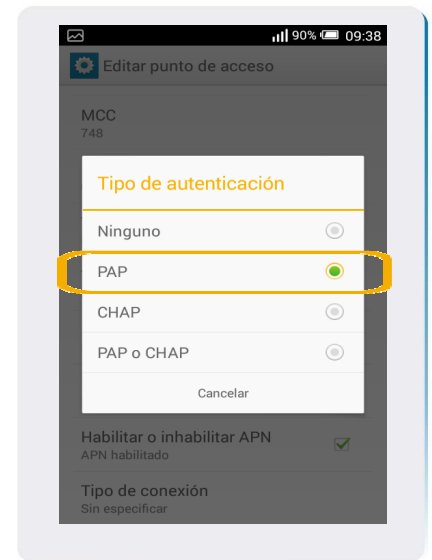 90% 09:38
Editar punto de acceso
MCC
748
Tipo de autenticación
Ninguno
PAP
CHAP
PAP o CHAP
Cancelar
Habilitar o inhabilitar APN
APN habilitado
Tipo de conexión
Sin especificar